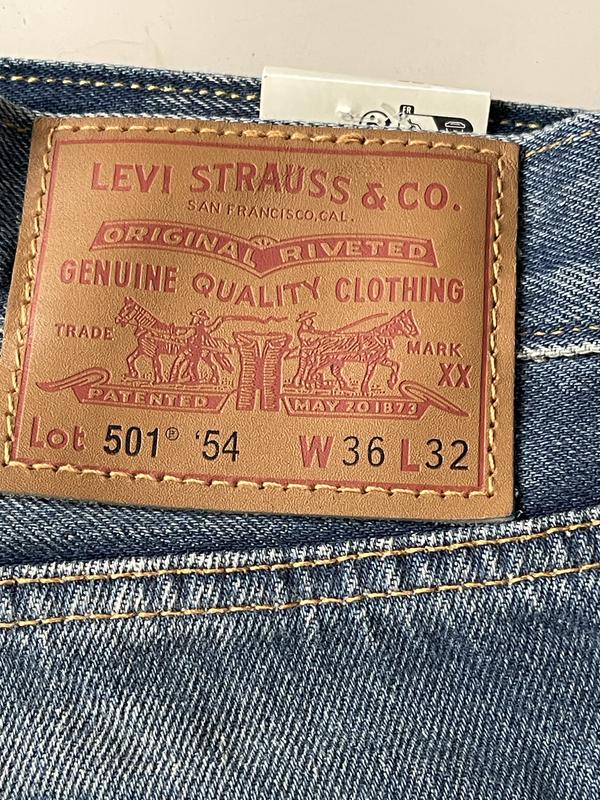 FR
LEVI STRAUSS & CO.
SAN FRANCISCO, CAL.
ORIGINAL RIVETED
GENUINE QUALITY CLOTHING
TRADE MARK
XX
PATENTED MAY 20 1873
Lot 501® '54 W 36 L 32